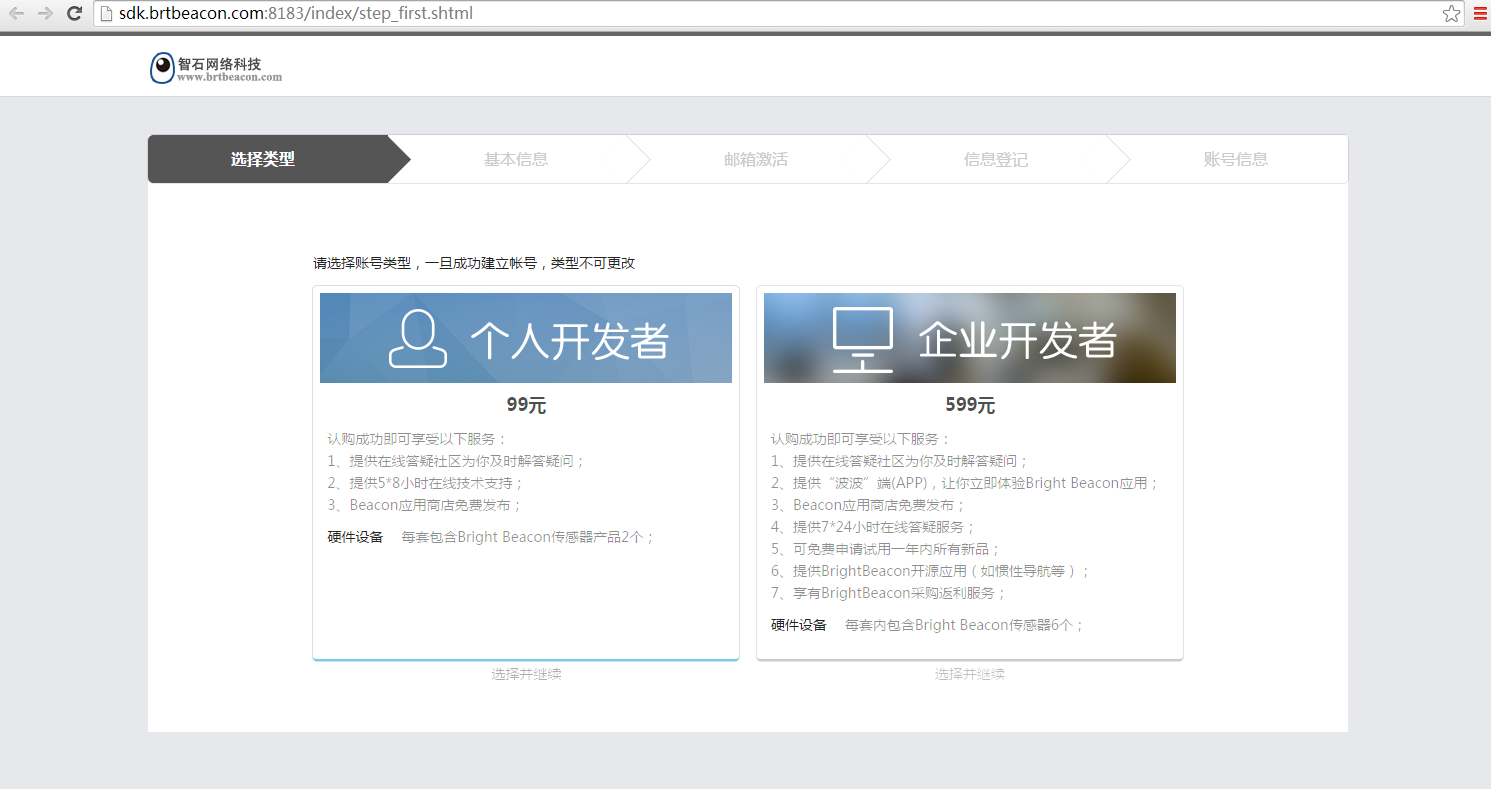 sdk.brtbeacon.com:8183/index/step_first.shtml
智石网络科技
www.brtbeacon.com
选择类型
基本信息
邮箱激活
信息登记
账号信息
请选择账号类型，一旦成功建立帐号，类型不可更改
个人开发者
99元
认购成功即可享受以下服务：
1、提供在线答疑社区为你及时解答疑问；
2、提供5*8小时在线技术支持；
3、Beacon应用商店免费发布；
硬件设备 每套包含Bright Beacon传感器产品2个；
选择并继续
企业开发者
599元
认购成功即可享受以下服务：
1、提供在线答疑社区为你及时解答疑问；
2、提供“波波”端(APP)，让你立即体验Bright Beacon应用；
3、Beacon应用商店免费发布；
4、提供7*24小时在线答疑服务；
5、可免费申请试用一年内所有新品；
6、提供BrightBeacon开源应用（如惯性导航等）；
7、享有BrightBeacon采购返利服务；
硬件设备 每套内包含Bright Beacon传感器6个；
选择并继续